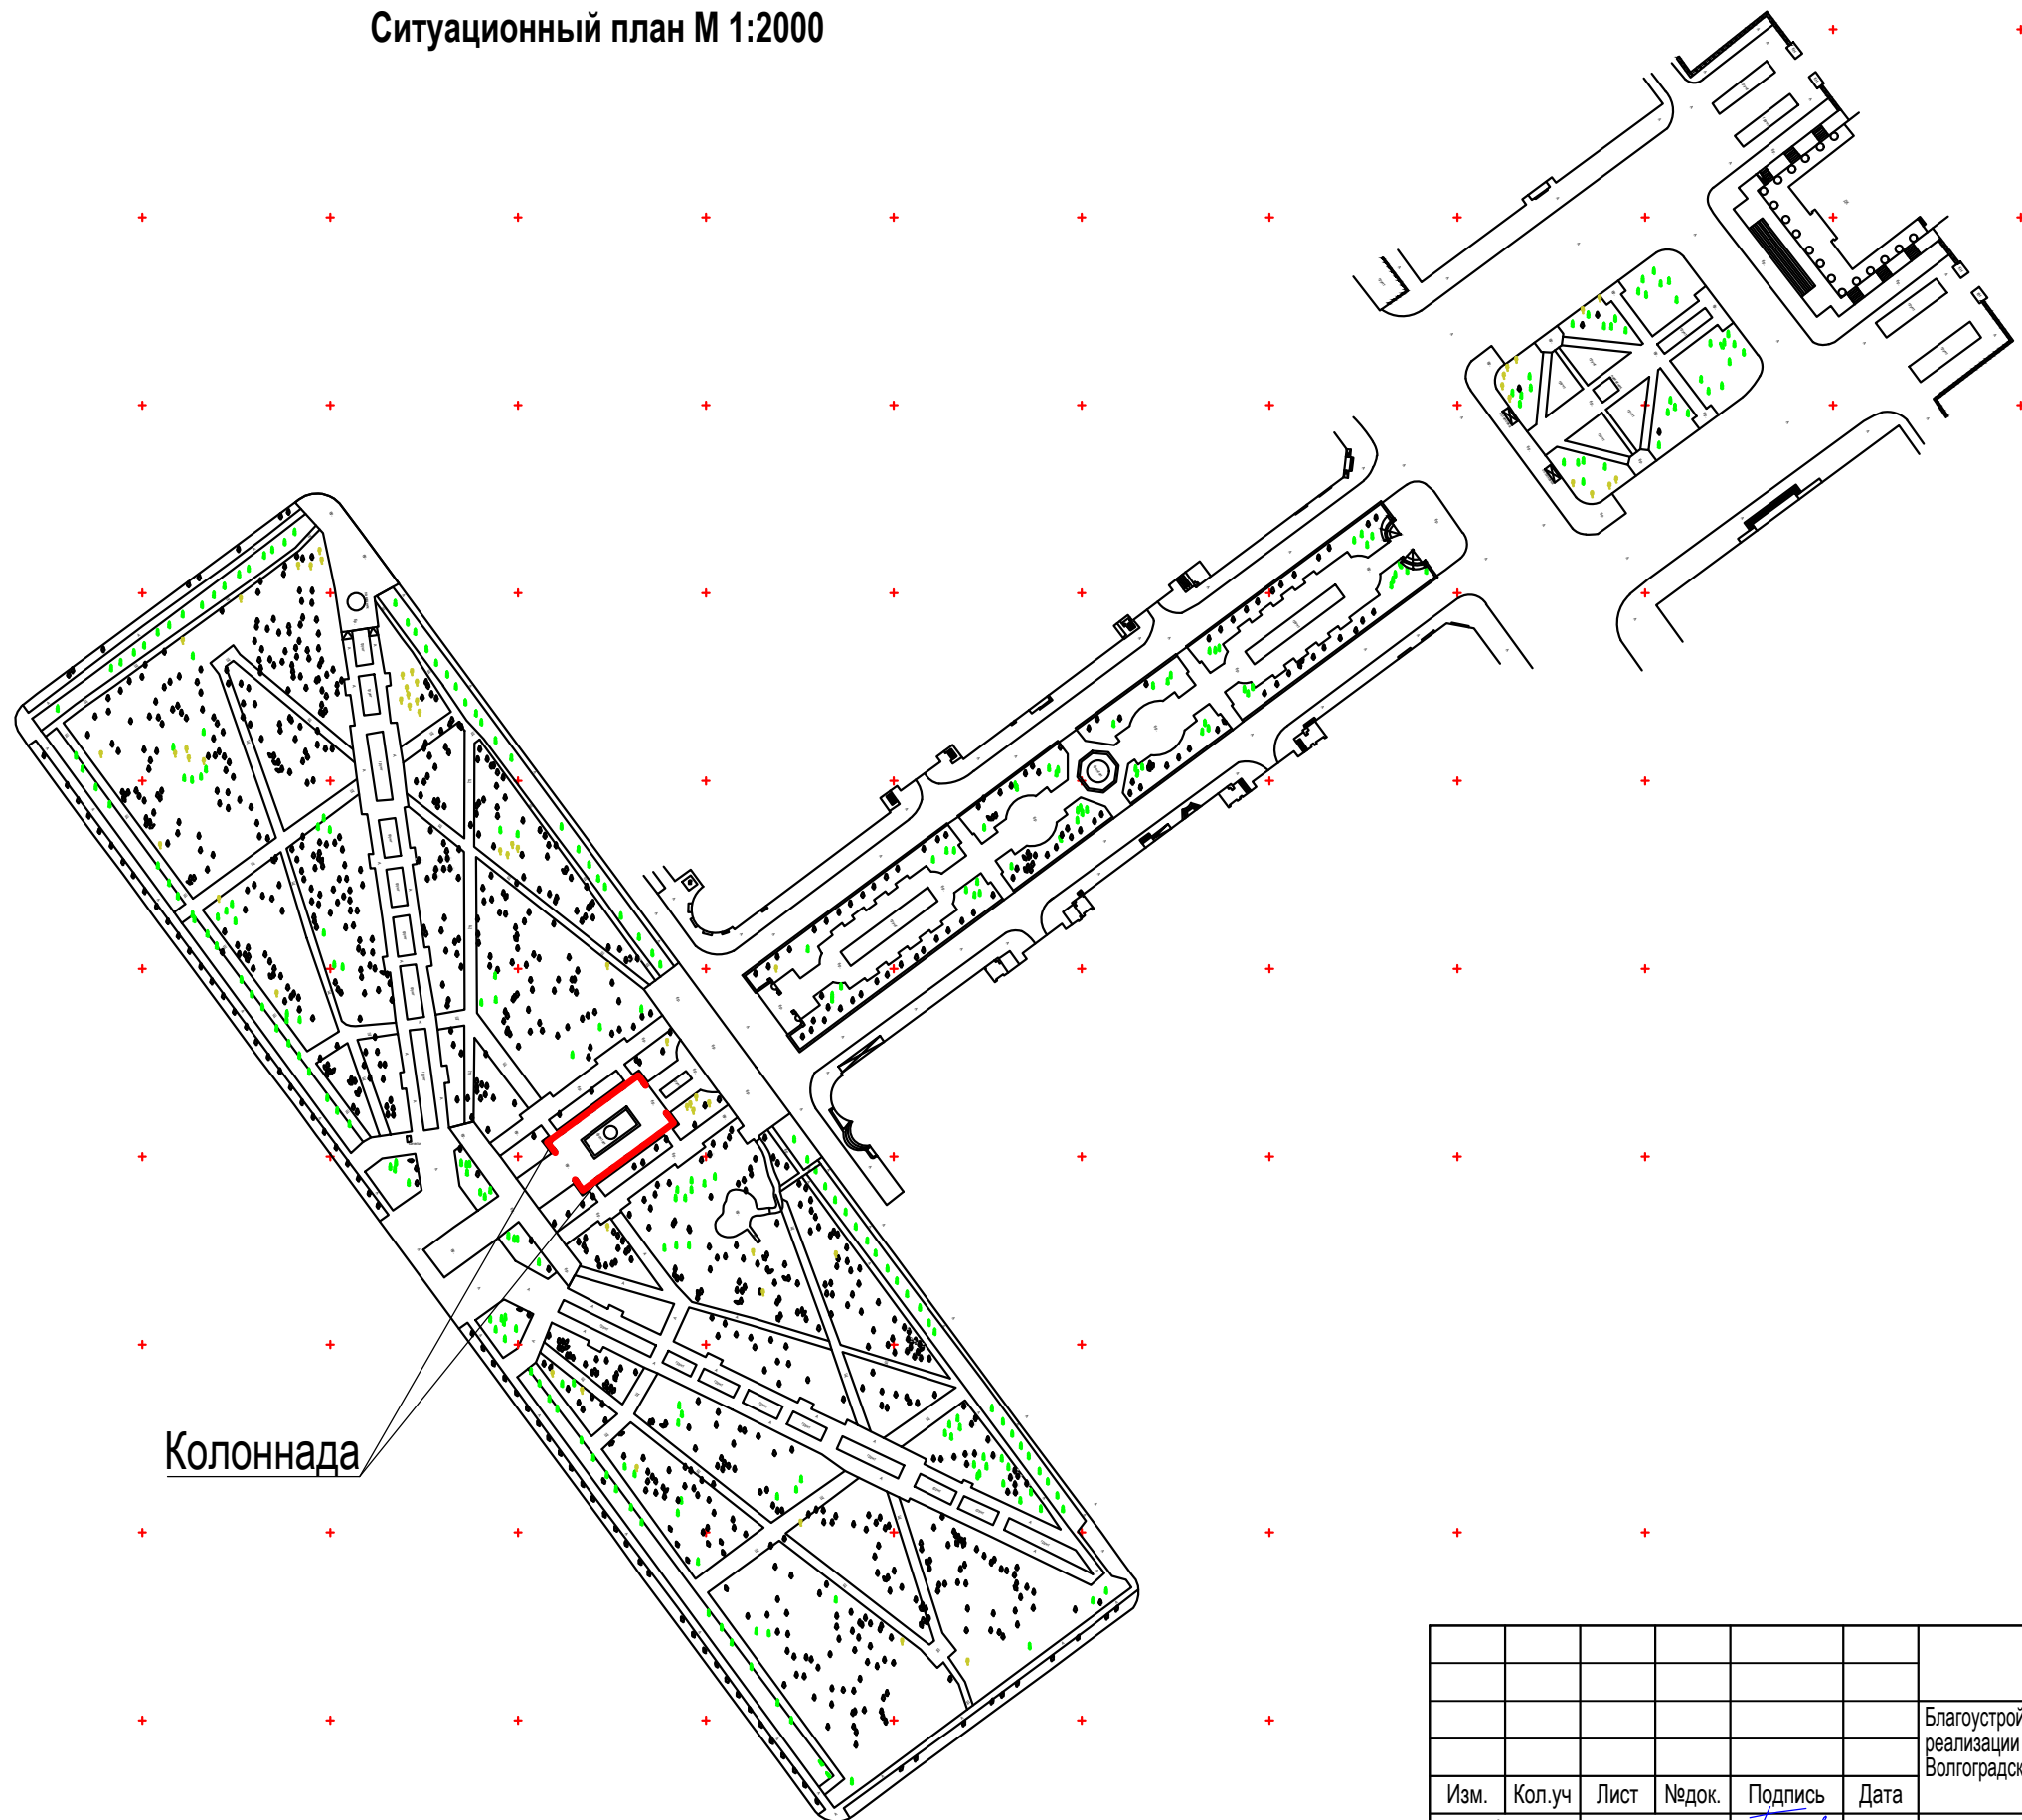 Ситуационный план М 1:2000
Колоннада
Благоустрой
реализации
Волгоградск
Изм. Кол.уч Лист №док. Подпись Дата